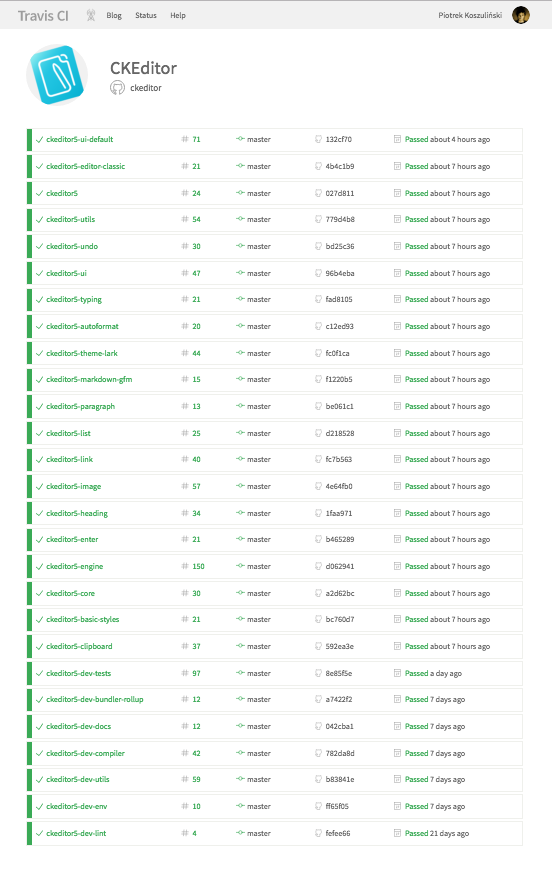 Travis CI Blog Status Help Piotrek Koszuliński
CKEditor
ckeditor
ckeditor5-ui-default # 71 master 132cf70 Passed about 4 hours ago
ckeditor5-editor-classic # 21 master 4b4c1b9 Passed about 7 hours ago
ckeditor5 # 24 master 027d811 Passed about 7 hours ago
ckeditor5-utils # 54 master 779d4b8 Passed about 7 hours ago
ckeditor5-undo # 30 master bd25c36 Passed about 7 hours ago
ckeditor5-ui # 47 master 96b4eba Passed about 7 hours ago
ckeditor5-typing # 21 master fad8105 Passed about 7 hours ago
ckeditor5-autoformat # 20 master c12ed93 Passed about 7 hours ago
ckeditor5-theme-lark # 44 master fc0f1ca Passed about 7 hours ago
ckeditor5-markdown-gfm # 15 master f1220b5 Passed about 7 hours ago
ckeditor5-paragraph # 13 master be061c1 Passed about 7 hours ago
ckeditor5-list # 25 master d218528 Passed about 7 hours ago
ckeditor5-link # 40 master fc7b563 Passed about 7 hours ago
ckeditor5-image # 57 master 4e64fb0 Passed about 7 hours ago
ckeditor5-heading # 34 master 1faa971 Passed about 7 hours ago
ckeditor5-enter # 21 master b465289 Passed about 7 hours ago
ckeditor5-engine # 150 master d062941 Passed about 7 hours ago
ckeditor5-core # 30 master a2d62bc Passed about 7 hours ago
ckeditor5-basic-styles # 21 master bc760d7 Passed about 7 hours ago
ckeditor5-clipboard # 37 master 592ea3e Passed about 7 hours ago
ckeditor5-dev-tests # 97 master 8e85f5e Passed a day ago
ckeditor5-dev-bundler-rollup # 12 master a7422f2 Passed 7 days ago
ckeditor5-dev-docs # 12 master 042cba1 Passed 7 days ago
ckeditor5-dev-compiler # 42 master 782da8d Passed 7 days ago
ckeditor5-dev-utils # 59 master b83841e Passed 7 days ago
ckeditor5-dev-env # 10 master ff65f05 Passed 7 days ago
ckeditor5-dev-lint # 4 master fefee66 Passed 21 days ago